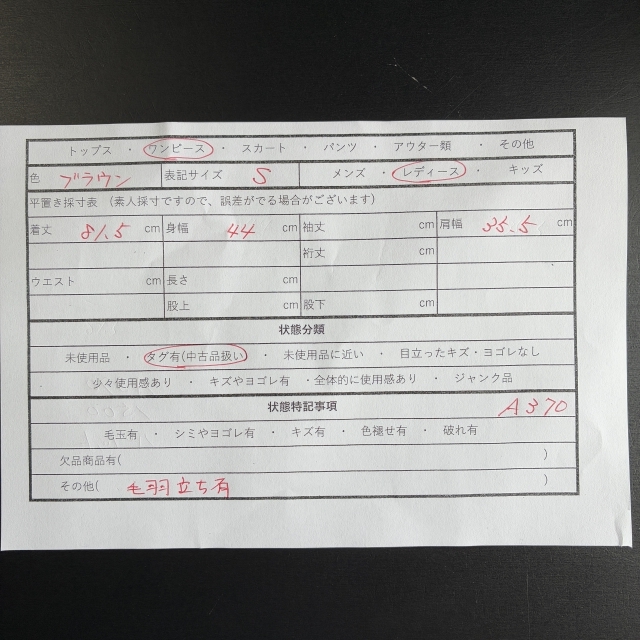 トップス ・ ワンピース ・ スカート ・ パンツ ・ アウター類 ・ その他
色 ブラウン 表記サイズ S メンズ ・ レディース ・ キッズ
平置き採寸表 (素人採寸ですので、誤差がでる場合がございます)
着丈 81.5 cm 身幅 44 cm 袖丈 cm 肩幅 35.5 cm
裄丈 cm
ウエスト cm 長さ cm
股上 cm 股下 cm
状態分類
未使用品 ・ タグ有(中古品扱い) ・ 未使用品に近い ・ 目立ったキズ・ヨゴレなし
少々使用感あり ・ キズやヨゴレ有 ・全体的に使用感あり ・ ジャンク品
状態特記事項 A370
毛玉有 ・ シミやヨゴレ有 ・ キズ有 ・ 色褪せ有 ・ 破れ有
欠品商品有( )
その他( 毛羽立ち有 )